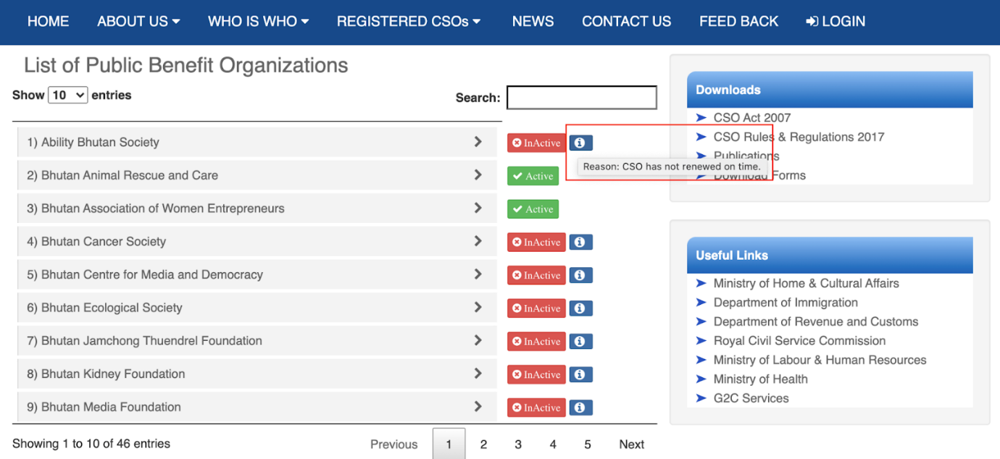 HOME ABOUT US WHO IS WHO REGISTERED CSOs NEWS CONTACT US FEED BACK LOGIN
List of Public Benefit Organizations
Show 10 entries
Search:
1) Ability Bhutan Society InActive
Reason: CSO has not renewed on time.
2) Bhutan Animal Rescue and Care Active
3) Bhutan Association of Women Entrepreneurs Active
4) Bhutan Cancer Society InActive
5) Bhutan Centre for Media and Democracy InActive
6) Bhutan Ecological Society InActive
7) Bhutan Jamchong Thuendrel Foundation InActive
8) Bhutan Kidney Foundation InActive
9) Bhutan Media Foundation InActive
Showing 1 to 10 of 46 entries
Previous 1 2 3 4 5 Next
Downloads
CSO Act 2007
CSO Rules & Regulations 2017
Publications
Download Forms
Useful Links
Ministry of Home & Cultural Affairs
Department of Immigration
Department of Revenue and Customs
Royal Civil Service Commission
Ministry of Labour & Human Resources
Ministry of Health
G2C Services